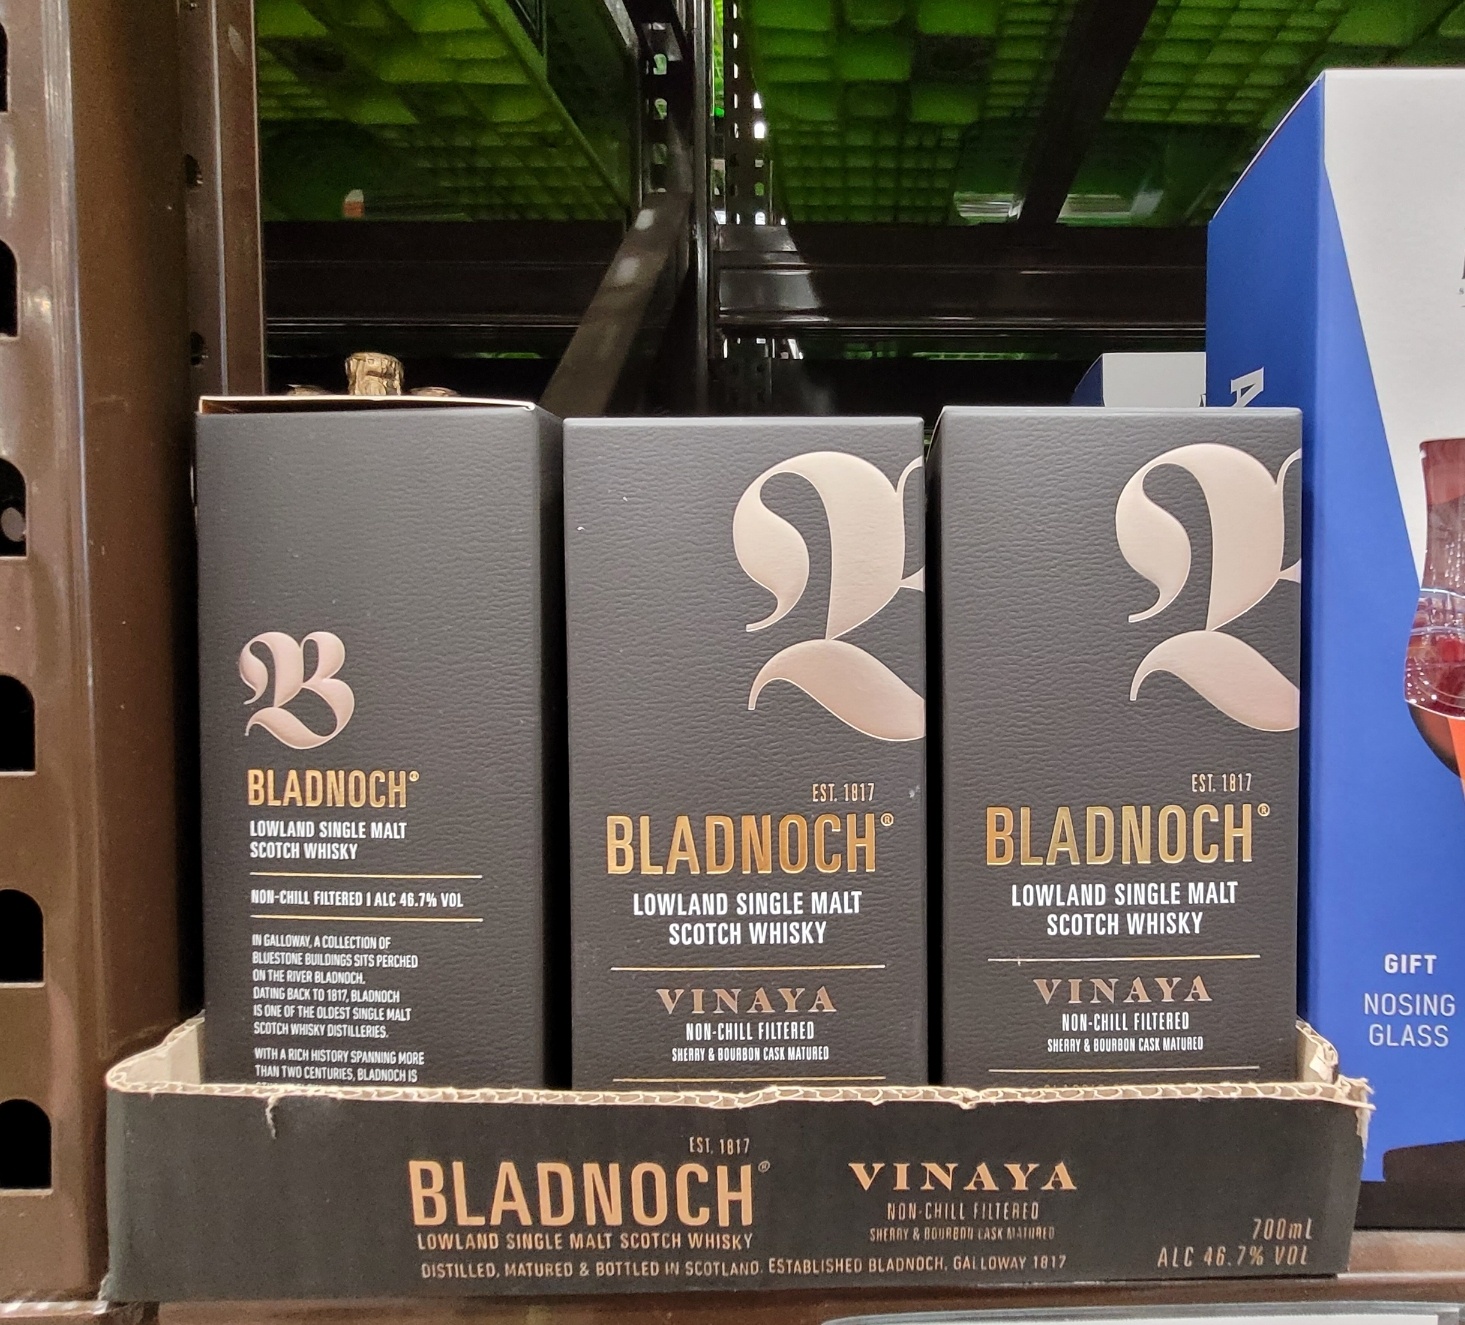 BLADNOCH®
LOWLAND SINGLE MALT
SCOTCH WHISKY
NON-CHILL FILTERED | ALC 46.7% VOL
IN GALLOWAY, A COLLECTION OF
BLUESTONE BUILDINGS SITS PERCHED
ON THE RIVER BLADNOCH.
DATING BACK TO 1817, BLADNOCH
IS ONE OF THE OLDEST SINGLE MALT
SCOTCH WHISKY DISTILLERIES.
WITH A RICH HISTORY SPANNING MORE
THAN TWO CENTURIES, BLADNOCH IS
EST. 1817
BLADNOCH®
LOWLAND SINGLE MALT
SCOTCH WHISKY
VINAYA
NON-CHILL FILTERED
SHERRY & BOURBON CASK MATURED
EST. 1817
BLADNOCH®
LOWLAND SINGLE MALT
SCOTCH WHISKY
VINAYA
NON-CHILL FILTERED
SHERRY & BOURBON CASK MATURED
GIFT
NOSING
GLASS
EST. 1817
BLADNOCH®
LOWLAND SINGLE MALT SCOTCH WHISKY
VINAYA
NON-CHILL FILTERED
SHERRY & BOURBON CASK MATURED
DISTILLED, MATURED & BOTTLED IN SCOTLAND. ESTABLISHED BLADNOCH, GALLOWAY 1817
700mL
ALC 46.7% VOL